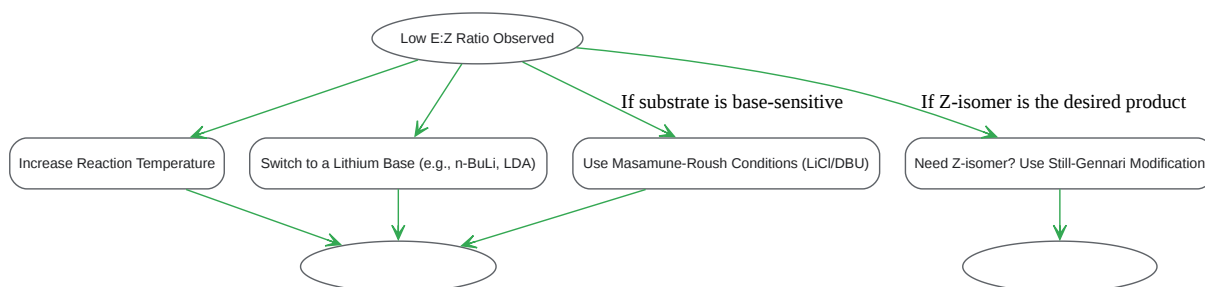 Low E:Z Ratio Observed
If substrate is base-sensitive
If Z-isomer is the desired product
Increase Reaction Temperature
Switch to a Lithium Base (e.g., n-BuLi, LDA)
Use Masamune-Roush Conditions (LiCl/DBU)
Need Z-isomer? Use Still-Gennari Modification